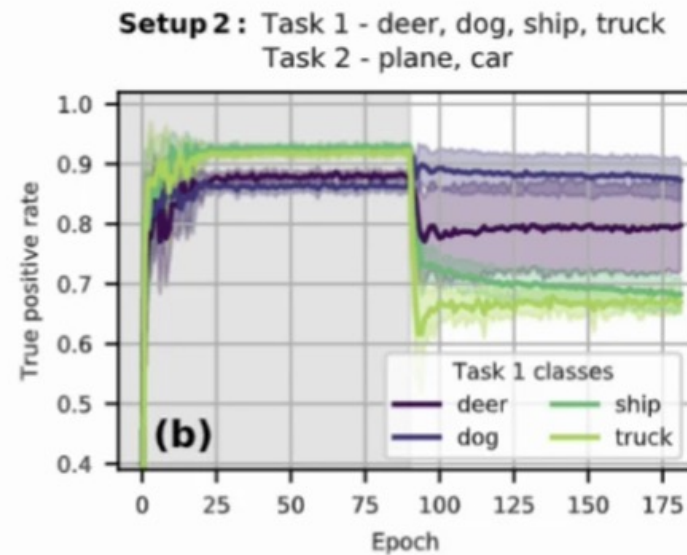 Setup 2: Task 1 - deer, dog, ship, truck
Task 2 - plane, car
1.0
0.9
0.8
0.7
0.6
0.5
0.4
True positive rate
(b)
Task 1 classes
deer ship
dog truck
0 25 50 75 100 125 150 175
Epoch